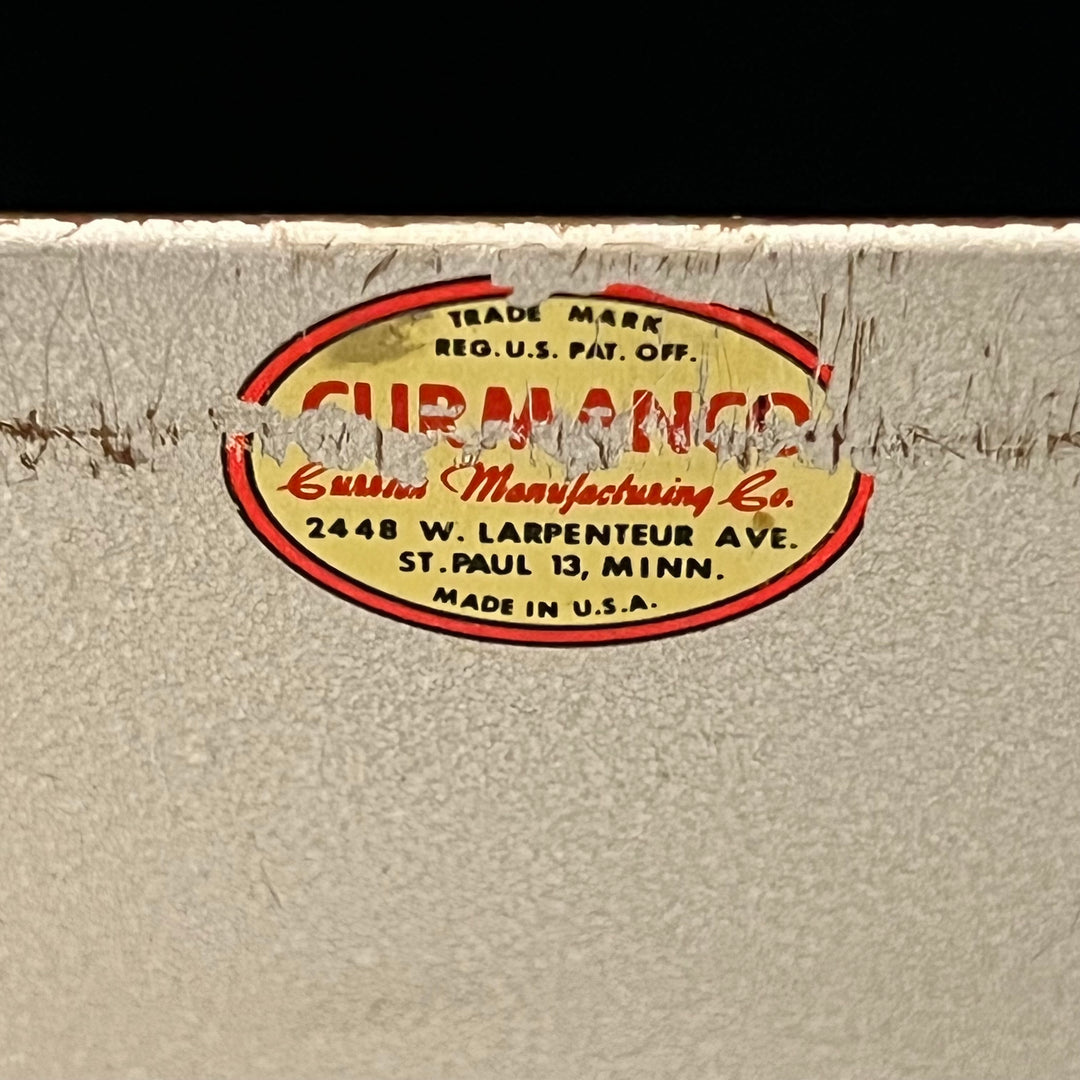 TRADE MARK
REG. U.S. PAT. OFF.
CURMANCO
Manufacturing Co.
2448 W. LARPENTEUR AVE.
ST. PAUL 13, MINN.
MADE IN U.S.A.